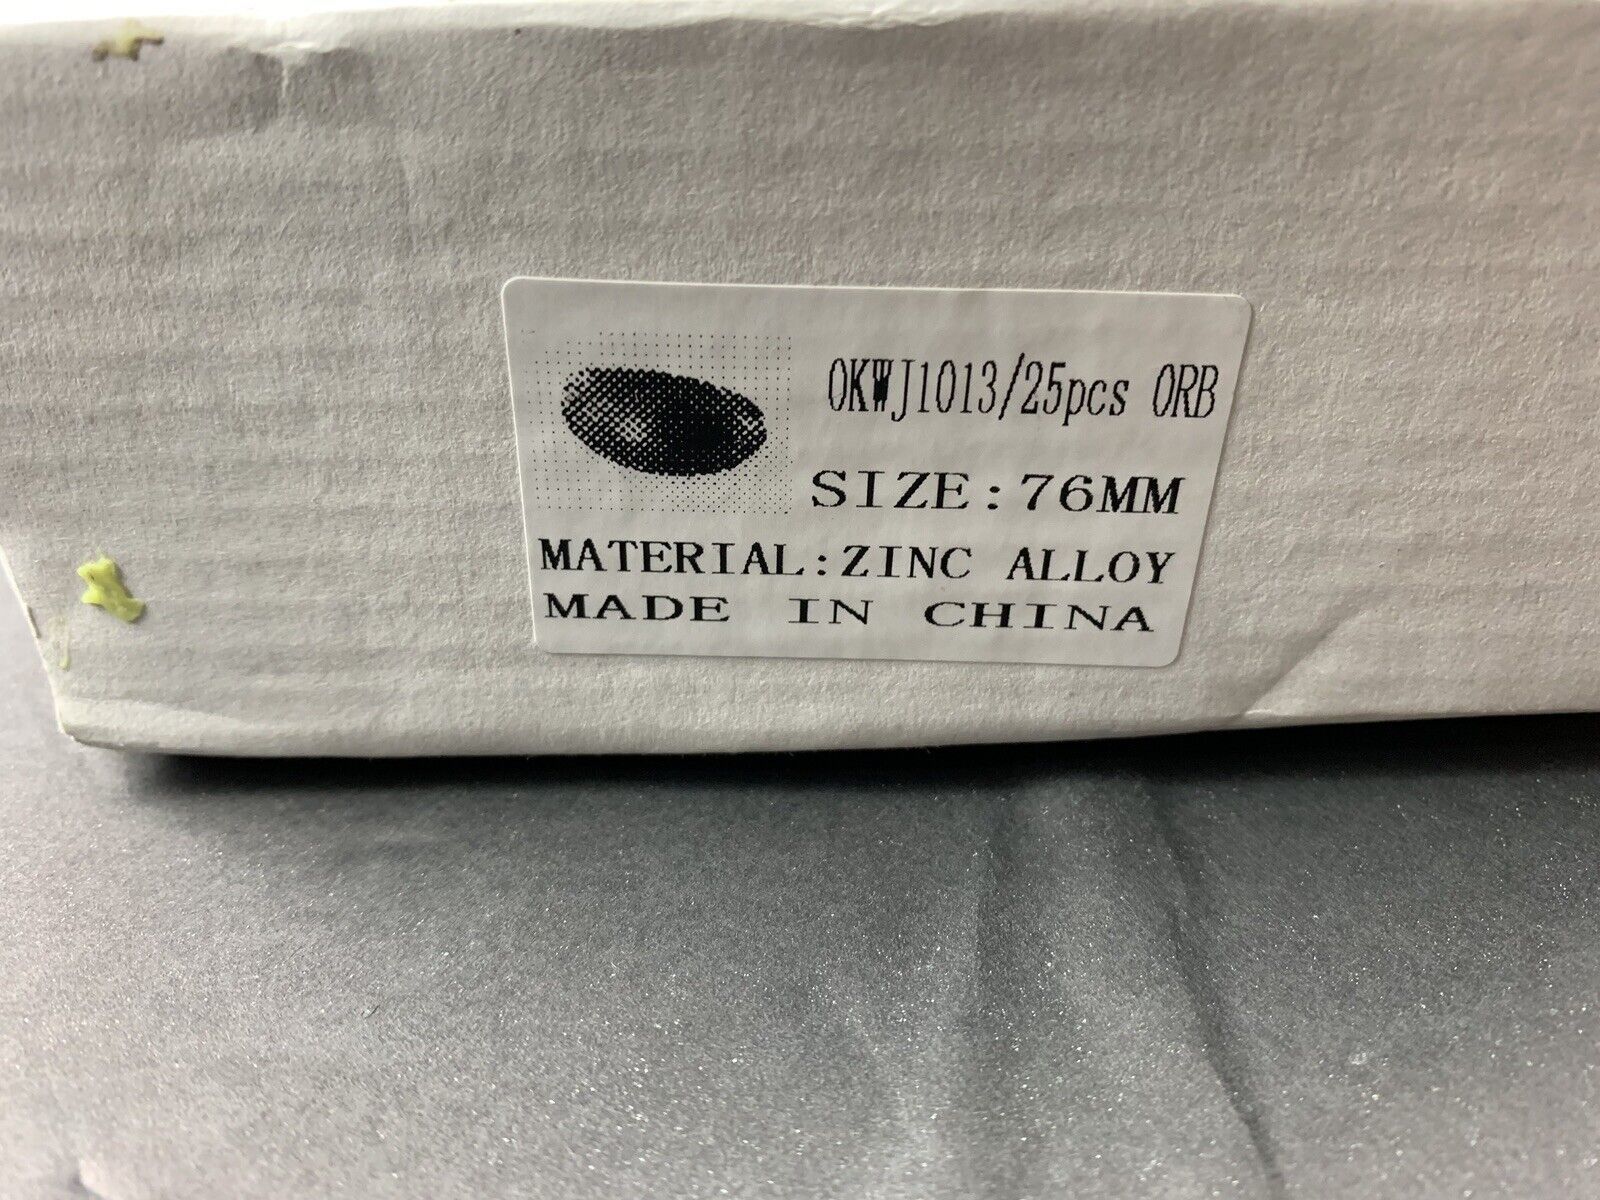 OKWJ1013/25pcs ORB
SIZE:76MM
MATERIAL:ZINC ALLOY
MADE IN CHINA